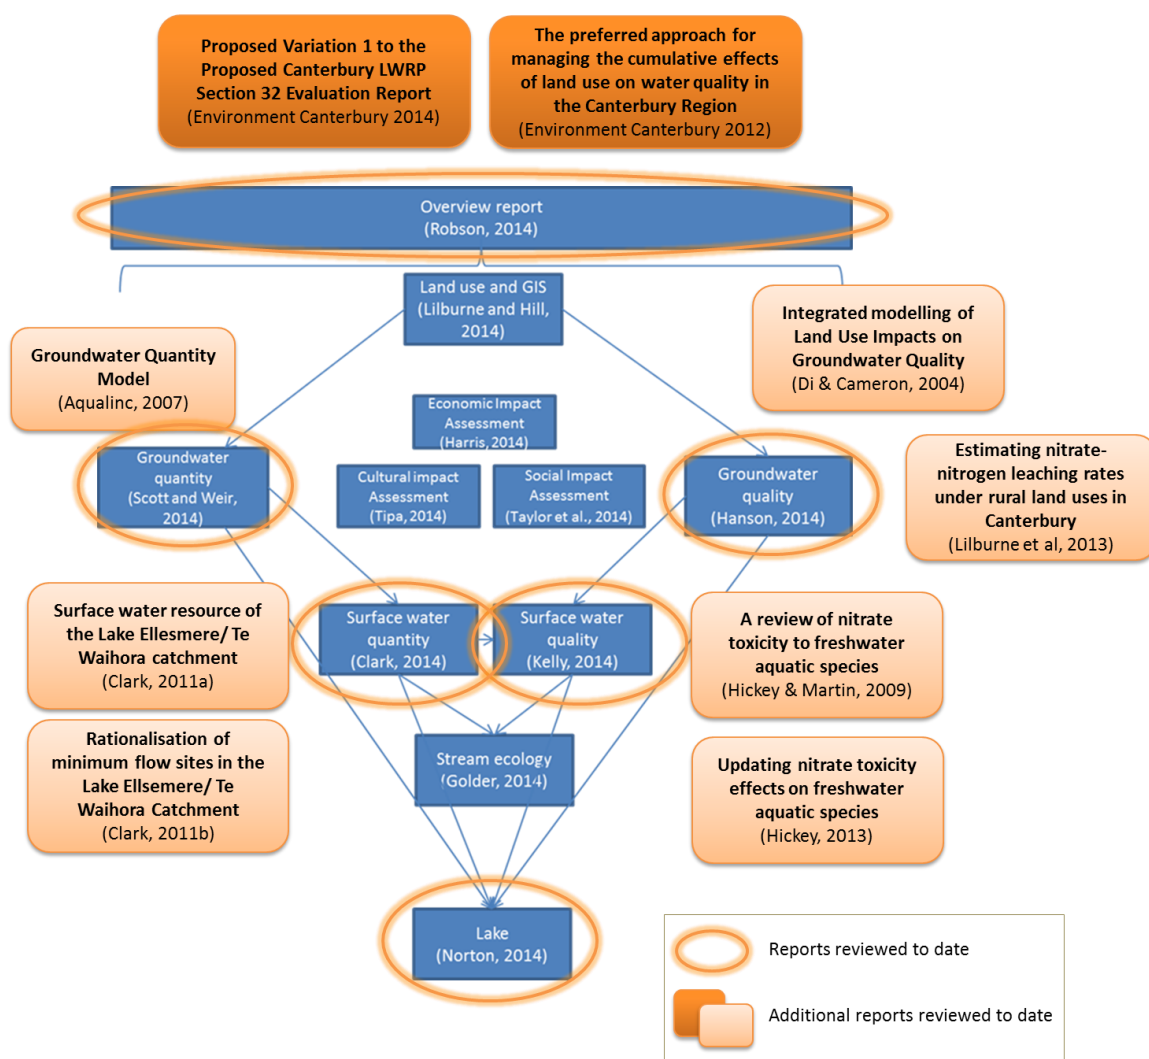 Proposed Variation 1 to the
Proposed Canterbury LWRP
Section 32 Evaluation Report
(Environment Canterbury 2014)
The preferred approach for
managing the cumulative effects
of land use on water quality in
the Canterbury Region
(Environment Canterbury 2012)
Overview report
(Robson, 2014)
Land use and GIS
(Lilburne and Hill,
2014)
Integrated modelling of
Land Use Impacts on
Groundwater Quality
(Di & Cameron, 2004)
Groundwater Quantity
Model
(Aqualinc, 2007)
Economic Impact
Assessment
(Harris, 2014)
Groundwater
quantity
(Scott and Weir,
2014)
Cultural impact
Assessment
(Tipa, 2014)
Social Impact
Assessment
(Taylor et al., 2014)
Groundwater
quality
(Hanson, 2014)
Estimating nitrate-
nitrogen leaching rates
under rural land uses in
Canterbury
(Lilburne et al, 2013)
Surface water resource of
the Lake Ellesmere/ Te
Waihora catchment
(Clark, 2011a)
Surface water
quantity
(Clark, 2014)
Surface water
quality
(Kelly, 2014)
A review of nitrate
toxicity to freshwater
aquatic species
(Hickey & Martin, 2009)
Rationalisation of
minimum flow sites in the
Lake Ellsemere/ Te
Waihora Catchment
(Clark, 2011b)
Stream ecology
(Golder, 2014)
Updating nitrate toxicity
effects on freshwater
aquatic species
(Hickey, 2013)
Lake
(Norton, 2014)
Reports reviewed to date
Additional reports reviewed to date